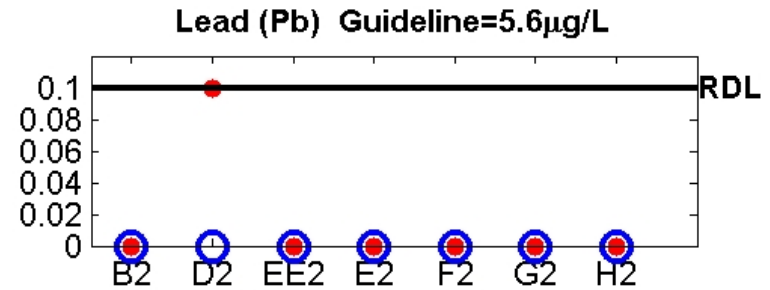 Lead (Pb)  Guideline=5.6μg/L
0.1
RDL
0.08
0.06
0.04
0.02
0
B2 D2 EE2 E2 F2 G2 H2